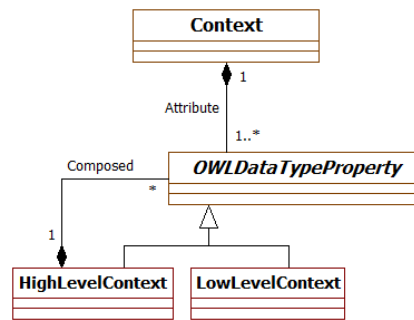 Context
1
Attribute
1..*
Composed
OWLDataTypeProperty
*
1
HighLevelContext
LowLevelContext